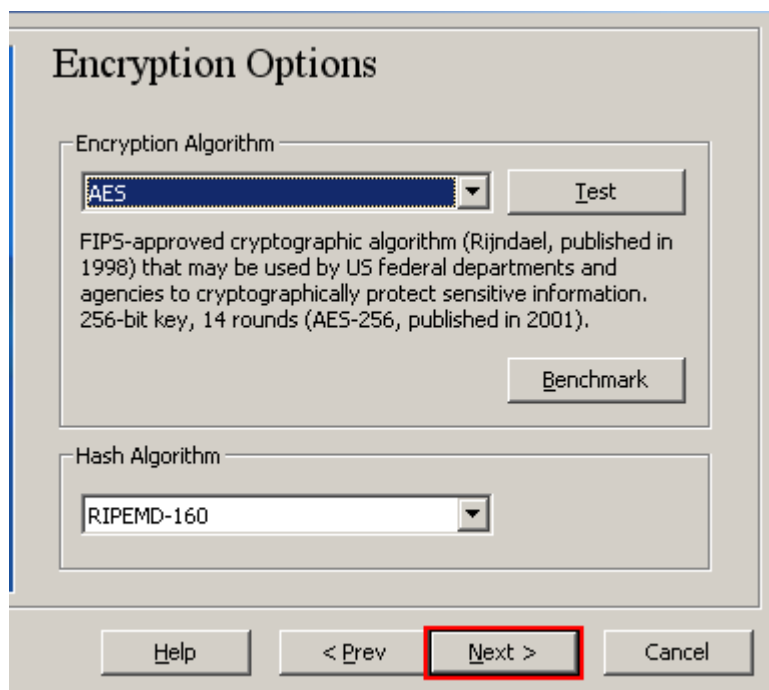 Encryption Options
Encryption Algorithm
AES
Test
FIPS-approved cryptographic algorithm (Rijndael, published in
1998) that may be used by US federal departments and
agencies to cryptographically protect sensitive information.
256-bit key, 14 rounds (AES-256, published in 2001).
Benchmark
Hash Algorithm
RIPEMD-160
Help
< Prev
Next >
Cancel